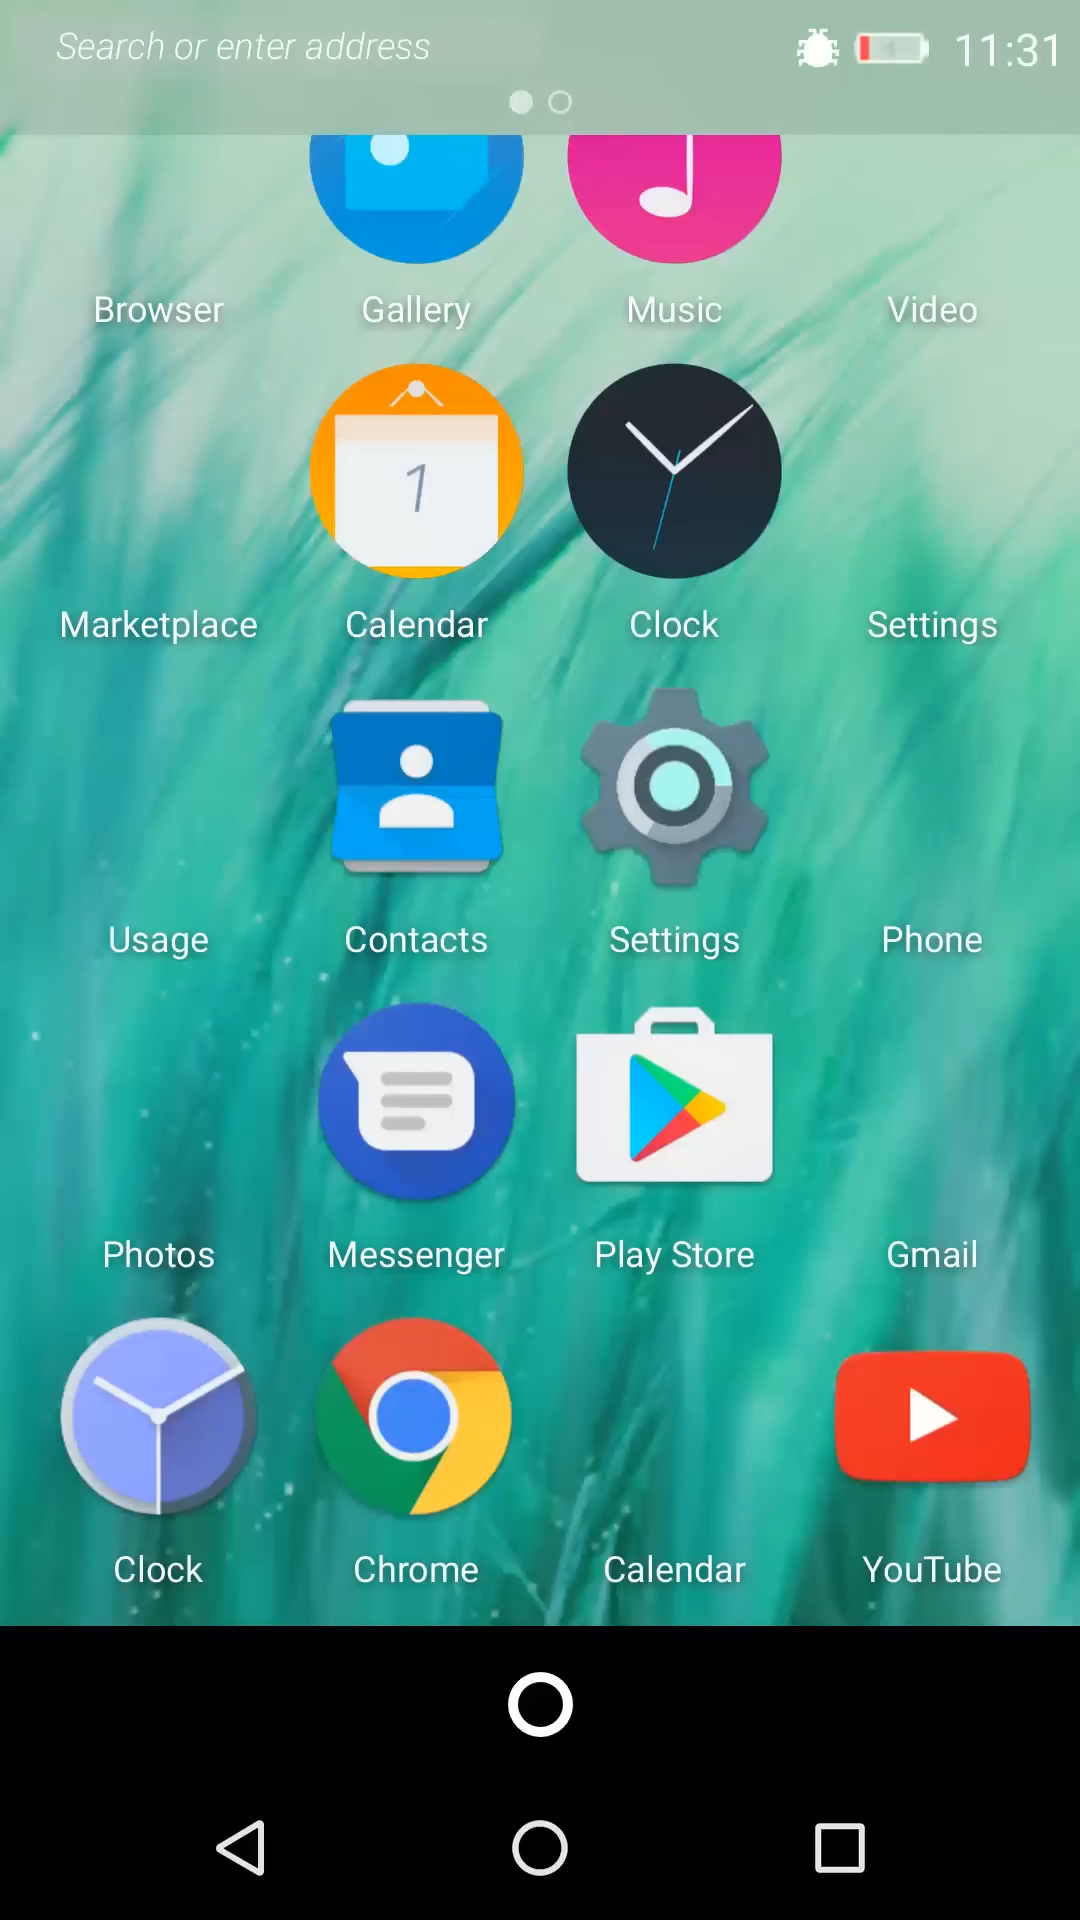 Search or enter address 11:31
Browser Gallery Music Video
1
Marketplace Calendar Clock Settings
Usage Contacts Settings Phone
Photos Messenger Play Store Gmail
Clock Chrome Calendar YouTube